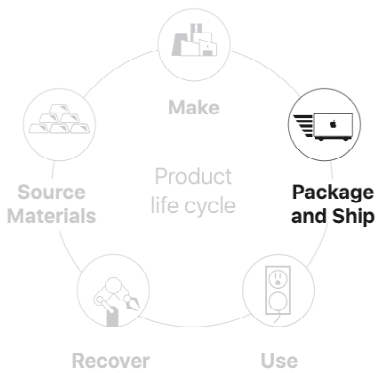 Make
Source
Materials
Product
life cycle
Package
and Ship
Recover
Use